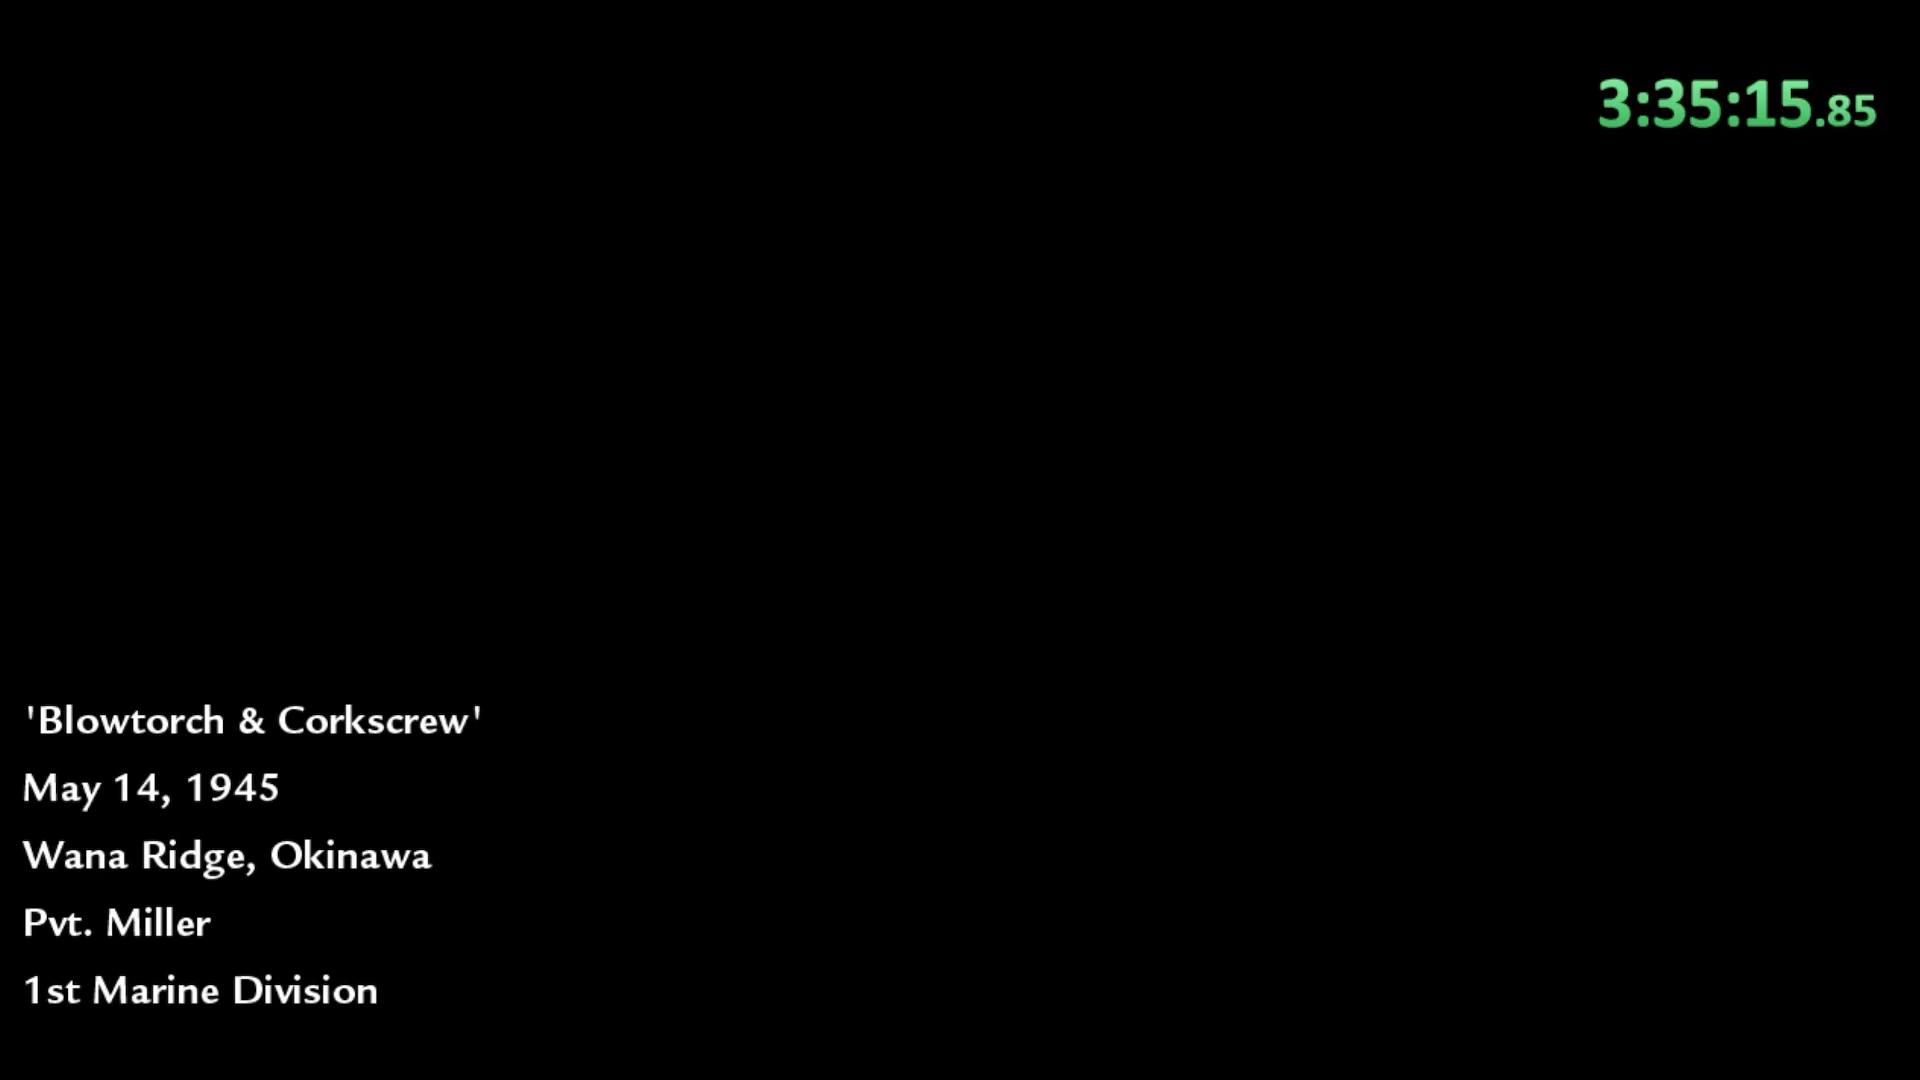 3:35:15.85
'Blowtorch & Corkscrew'
May 14, 1945
Wana Ridge, Okinawa
Pvt. Miller
1st Marine Division